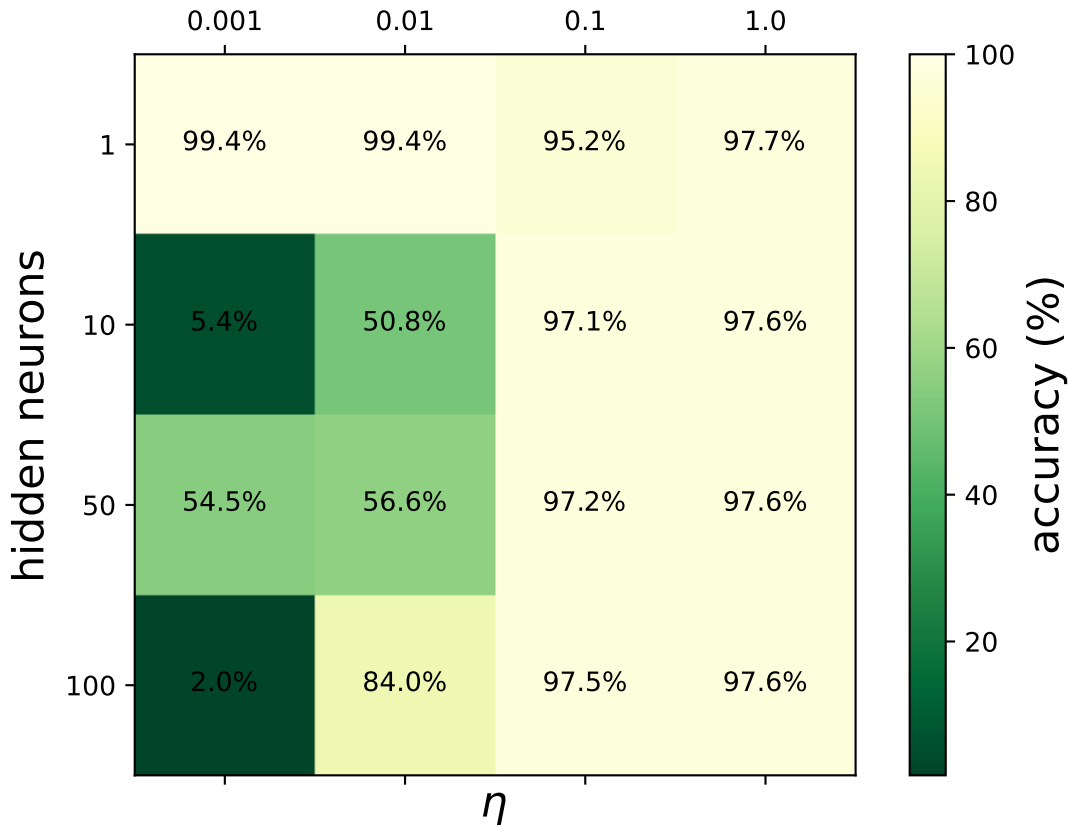 0.001 0.01 0.1 1.0
hidden neurons
1 99.4% 99.4% 95.2% 97.7%
10 5.4% 50.8% 97.1% 97.6%
50 54.5% 56.6% 97.2% 97.6%
100 2.0% 84.0% 97.5% 97.6%
η
100
80
60
40
20
accuracy (%)